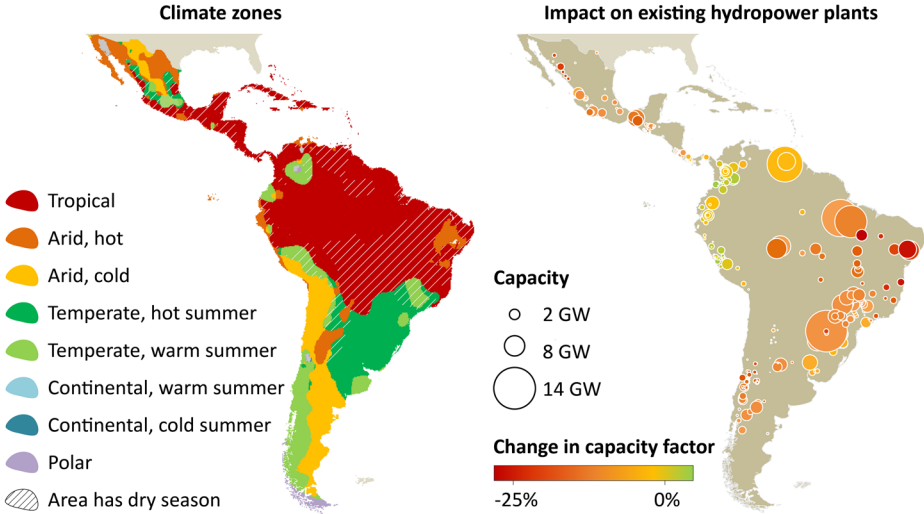 Climate zones
Tropical
Arid, hot
Arid, cold
Temperate, hot summer
Temperate, warm summer
Continental, warm summer
Continental, cold summer
Polar
Area has dry season
Impact on existing hydropower plants
Capacity
2 GW
8 GW
14 GW
Change in capacity factor
-25%
0%